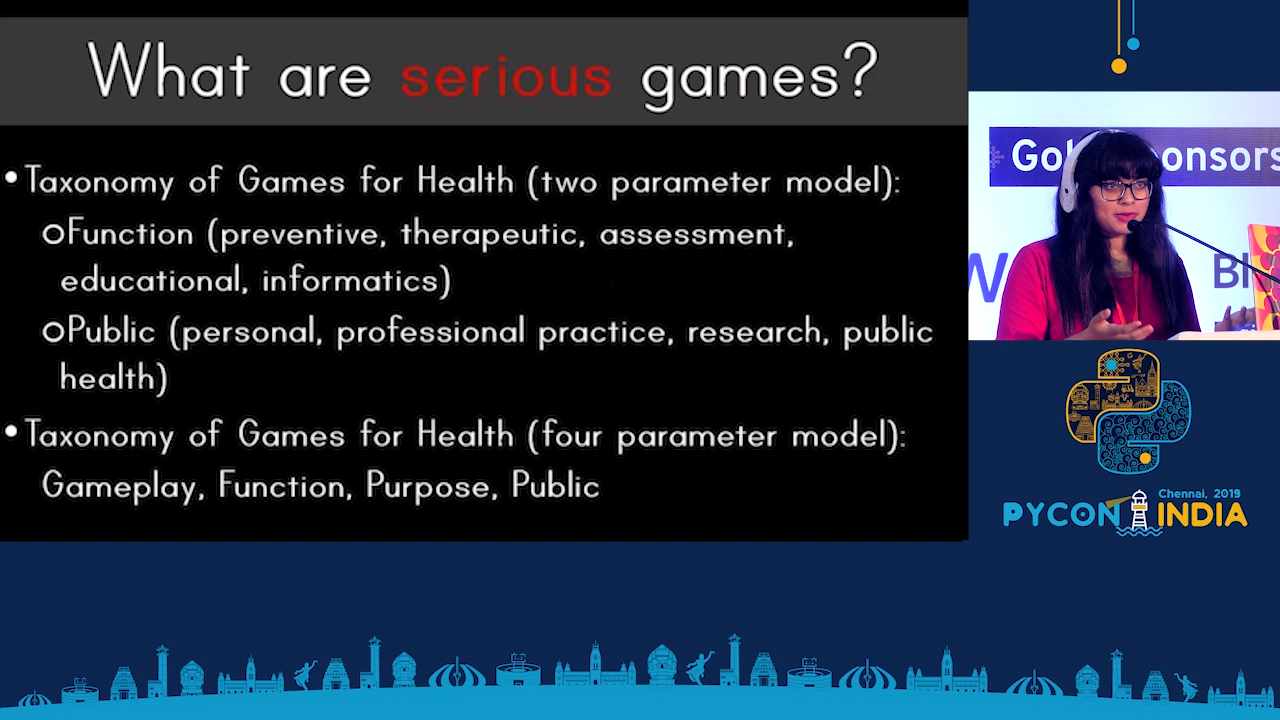 What are serious games?
• Taxonomy of Games for Health (two parameter model):
○Function (preventive, therapeutic, assessment,
educational, informatics)
○Public (personal, professional practice, research, public
health)
• Taxonomy of Games for Health (four parameter model):
Gameplay, Function, Purpose, Public
Chennai, 2019
PYCON INDIA